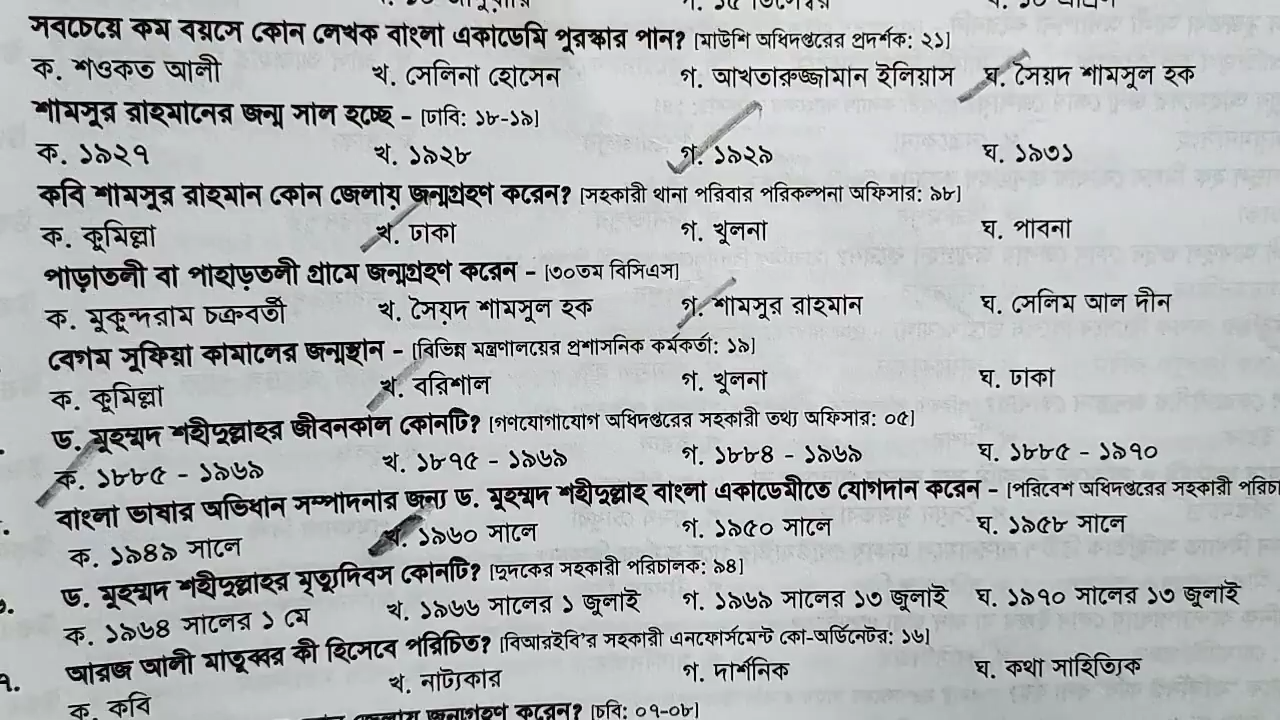 সবচেয়ে কম বয়সে কোন লেখক বাংলা একাডেমি পুরস্কার পান? [মাউশি অধিদপ্তরের প্রদর্শক: ২১]
ক. শওকত আলী খ. সেলিনা হোসেন গ. আখতারুজ্জামান ইলিয়াস ঘ. সৈয়দ শামসুল হক
শামসুর রাহমানের জন্ম সাল হচ্ছে - [ঢাবি: ১৮-১৯]
ক. ১৯২৭ খ. ১৯২৮ গ. ১৯২৯ ঘ. ১৯৩১
কবি শামসুর রাহমান কোন জেলায় জন্মগ্রহণ করেন? [সহকারী থানা পরিবার পরিকল্পনা অফিসার: ৯৮]
ক. কুমিল্লা খ. ঢাকা গ. খুলনা ঘ. পাবনা
পাড়াতলী বা পাহাড়তলী গ্রামে জন্মগ্রহণ করেন - [৩০তম বিসিএস]
ক. মুকুন্দরাম চক্রবর্তী খ. সৈয়দ শামসুল হক গ. শামসুর রাহমান ঘ. সেলিম আল দীন
বেগম সুফিয়া কামালের জন্মস্থান - [বিভিন্ন মন্ত্রণালয়ের প্রশাসনিক কর্মকর্তা: ১৯]
ক. কুমিল্লা খ. বরিশাল গ. খুলনা ঘ. ঢাকা
ড. মুহম্মদ শহীদুল্লাহর জীবনকাল কোনটি? [গণযোগাযোগ অধিদপ্তরের সহকারী তথ্য অফিসার: ০৫]
ক. ১৮৮৫ - ১৯৬৯ খ. ১৮৭৫ - ১৯৬৯ গ. ১৮৮৪ - ১৯৬৯ ঘ. ১৮৮৫ - ১৯৭০
বাংলা ভাষার অভিধান সম্পাদনার জন্য ড. মুহম্মদ শহীদুল্লাহ বাংলা একাডেমীতে যোগদান করেন - [পরিবেশ অধিদপ্তরের সহকারী পরিচা
ক. ১৯৪৯ সালে খ. ১৯৬০ সালে গ. ১৯৫০ সালে ঘ. ১৯৫৮ সালে
ড. মুহম্মদ শহীদুল্লাহর মৃত্যুদিবস কোনটি? [দুদকের সহকারী পরিচালক: ৯৪]
ক. ১৯৬৪ সালের ১ মে খ. ১৯৬৬ সালের ১ জুলাই গ. ১৯৬৯ সালের ১৩ জুলাই ঘ. ১৯৭০ সালের ১৩ জুলাই
৭. আরজ আলী মাতুব্বর কী হিসেবে পরিচিত? [বিআরইবি'র সহকারী এনফোর্সমেন্ট কো-অর্ডিনেটর: ১৬]
ক. কবি খ. নাট্যকার গ. দার্শনিক ঘ. কথা সাহিত্যিক
জেলায় জন্মগ্রহণ করেন? [চবি: ০৭-০৮]